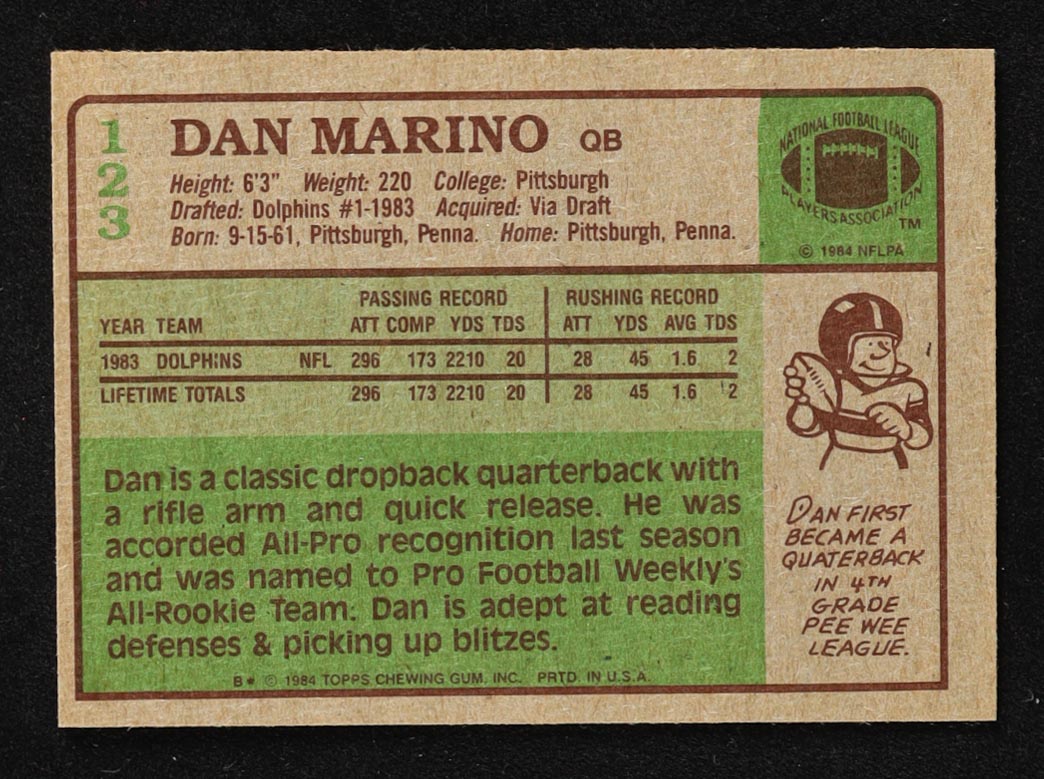 123
DAN MARINO QB
Height: 6'3" Weight: 220 College: Pittsburgh
Drafted: Dolphins #1-1983 Acquired: Via Draft
Born: 9-15-61, Pittsburgh, Penna. Home: Pittsburgh, Penna.
NATIONAL FOOTBALL LEAGUE
PLAYERS ASSOCIATION
TM
© 1984 NFLPA
PASSING RECORD RUSHING RECORD
YEAR TEAM ATT COMP YDS TDS ATT YDS AVG TDS
1983 DOLPHINS NFL 296 173 2210 20 28 45 1.6 2
LIFETIME TOTALS 296 173 2210 20 28 45 1.6 2
Dan is a classic dropback quarterback with
a rifle arm and quick release. He was
accorded All-Pro recognition last season
and was named to Pro Football Weekly's
All-Rookie Team. Dan is adept at reading
defenses & picking up blitzes.
B* © 1984 TOPPS CHEWING GUM, INC. PRTD. IN U.S.A.
DAN FIRST
BECAME A
QUATERBACK
IN 4TH
GRADE
PEE WEE
LEAGUE.